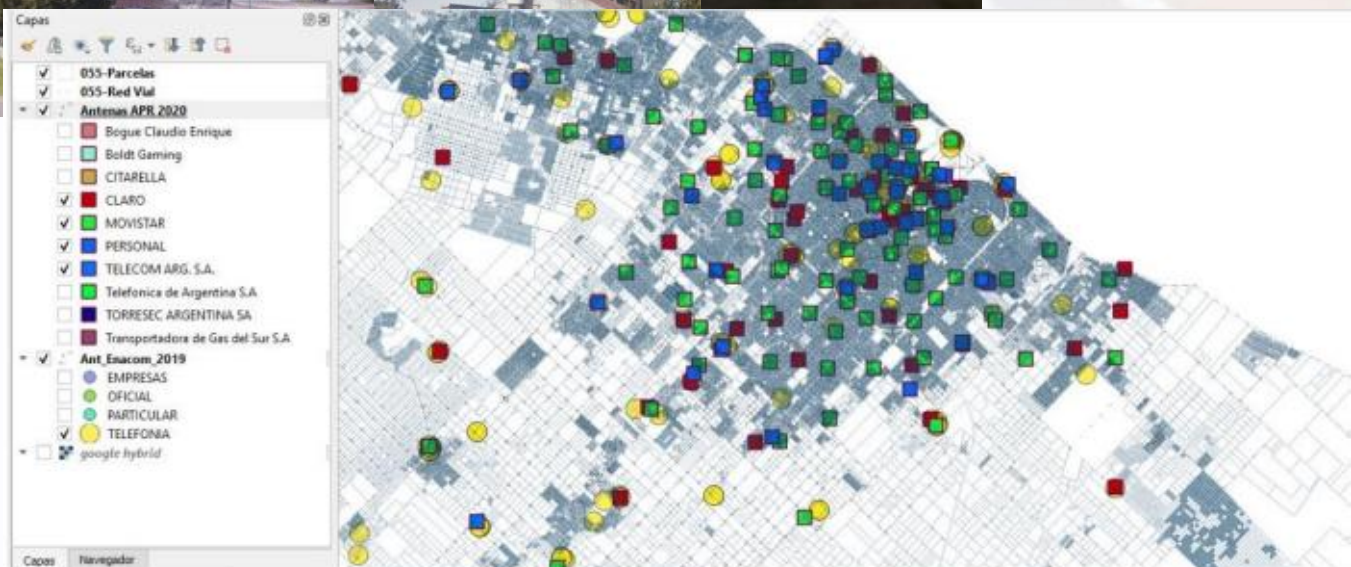 Capas
055-Parcelas
055-Red Vial
Antenas APR 2020
Bogue Claudio Enrique
Boldt Gaming
CITARELLA
CLARO
MOVISTAR
PERSONAL
TELECOM ARG. S.A.
Telefonica de Argentina S.A
TORRESEC ARGENTINA SA
Transportadora de Gas del Sur S.A
Ant_Enacom_2019
EMPRESAS
OFICIAL
PARTICULAR
TELEFONIA
google hybrid
Capas Navegador